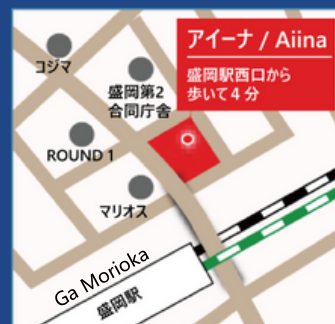 アイーナ / Aiina
盛岡駅西口から
歩いて4分
コジマ
盛岡第2
合同庁舎
ROUND 1
マリオス
Ga Morioka
盛岡駅